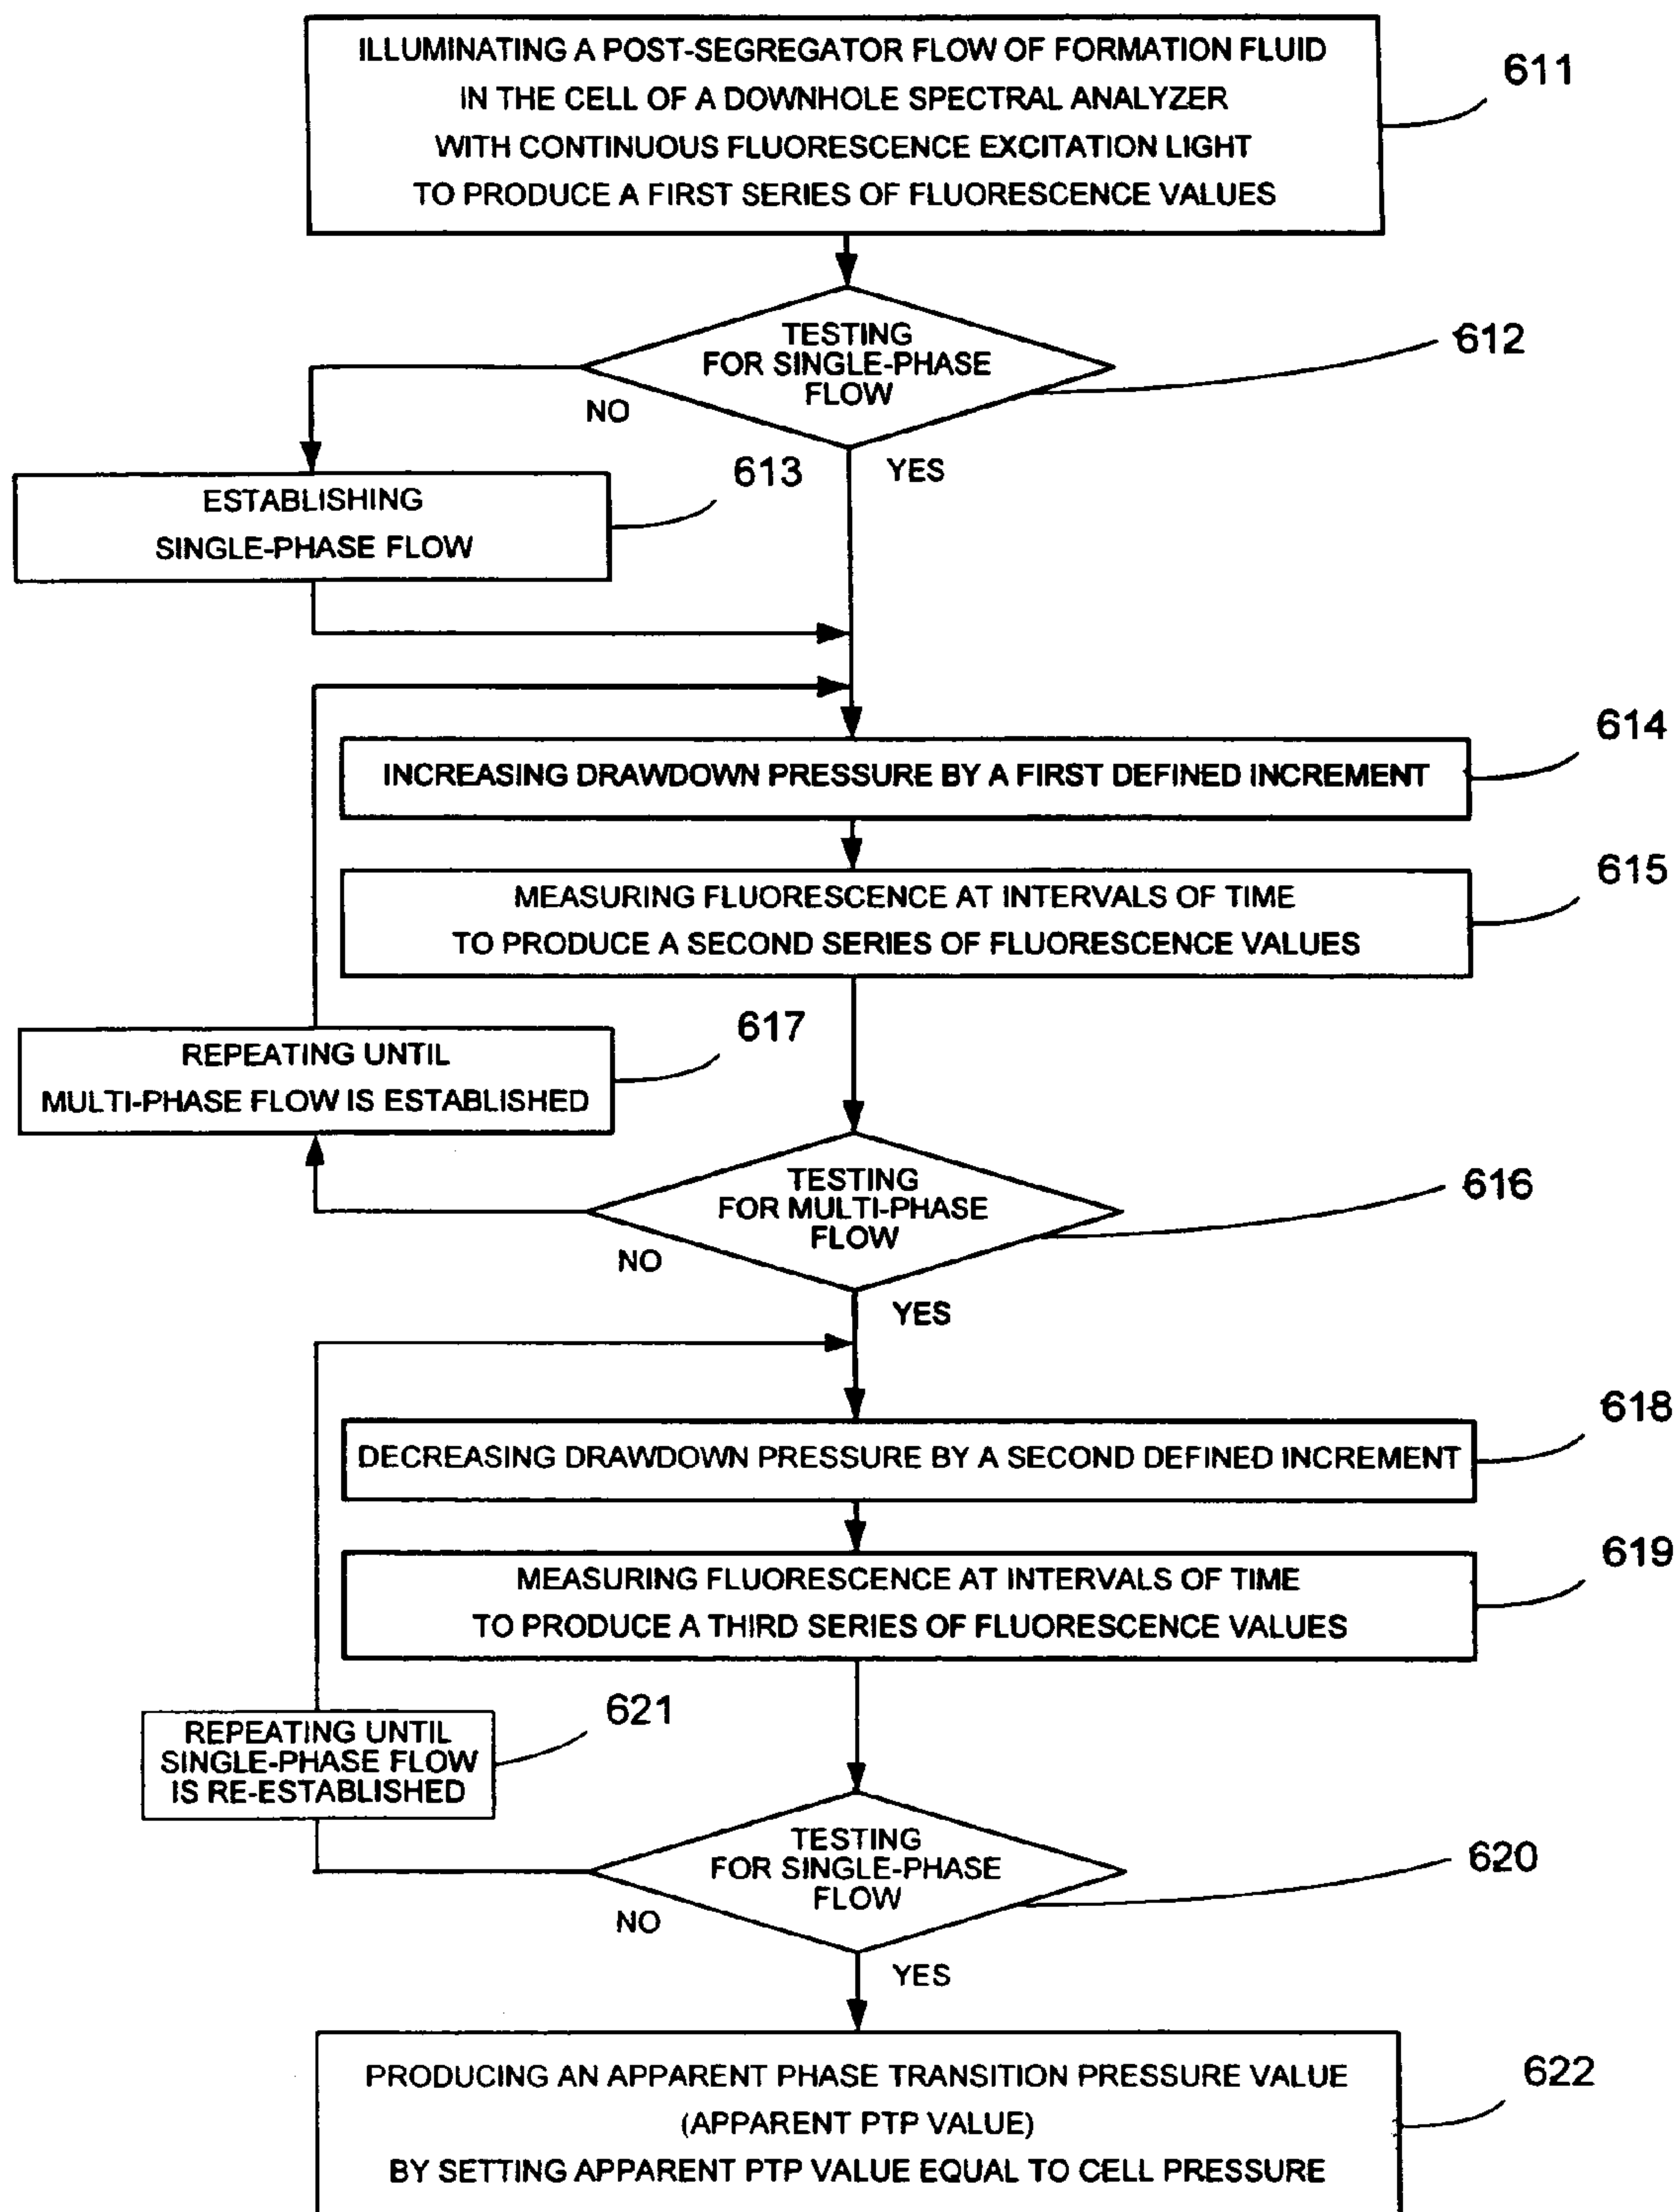 ILLUMINATING A POST-SEGREGATOR FLOW OF FORMATION FLUID
IN THE CELL OF A DOWNHOLE SPECTRAL ANALYZER
WITH CONTINUOUS FLUORESCENCE EXCITATION LIGHT
TO PRODUCE A FIRST SERIES OF FLUORESCENCE VALUES
611
TESTING
FOR SINGLE-PHASE
FLOW
612
NO
YES
ESTABLISHING
SINGLE-PHASE FLOW
613
INCREASING DRAWDOWN PRESSURE BY A FIRST DEFINED INCREMENT
614
MEASURING FLUORESCENCE AT INTERVALS OF TIME
TO PRODUCE A SECOND SERIES OF FLUORESCENCE VALUES
615
REPEATING UNTIL
MULTI-PHASE FLOW IS ESTABLISHED
617
TESTING
FOR MULTI-PHASE
FLOW
616
NO
YES
DECREASING DRAWDOWN PRESSURE BY A SECOND DEFINED INCREMENT
618
MEASURING FLUORESCENCE AT INTERVALS OF TIME
TO PRODUCE A THIRD SERIES OF FLUORESCENCE VALUES
619
REPEATING UNTIL
SINGLE-PHASE FLOW
IS RE-ESTABLISHED
621
TESTING
FOR SINGLE-PHASE
FLOW
620
NO
YES
PRODUCING AN APPARENT PHASE TRANSITION PRESSURE VALUE
(APPARENT PTP VALUE)
BY SETTING APPARENT PTP VALUE EQUAL TO CELL PRESSURE
622